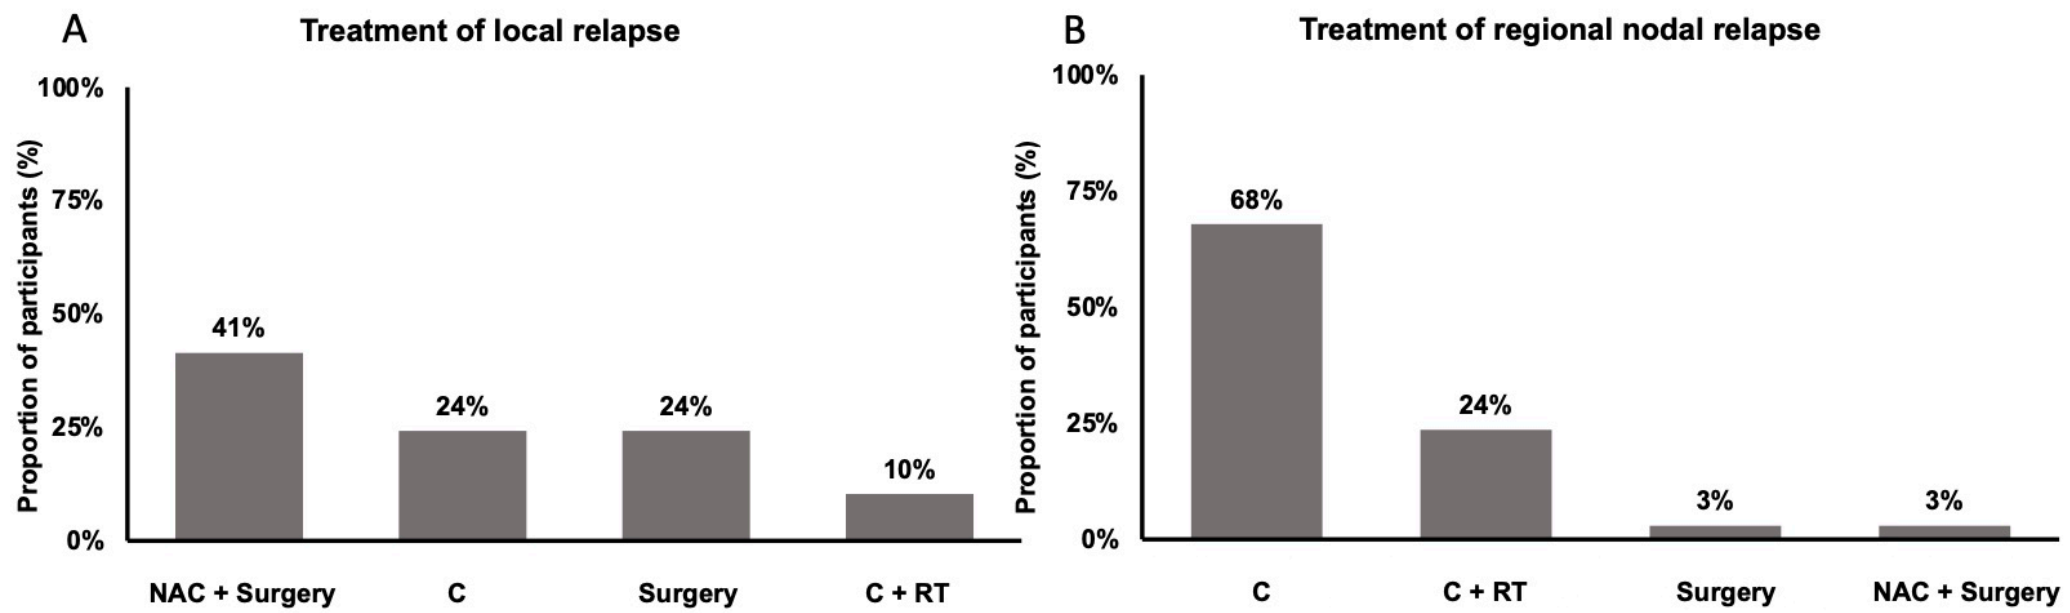 A
Treatment of local relapse
Proportion of participants (%)
100%
75%
50%
25%
0%
41%
24%
24%
10%
NAC + Surgery
C
Surgery
C + RT
B
Treatment of regional nodal relapse
Proportion of participants (%)
100%
75%
50%
25%
0%
68%
24%
3%
3%
C
C + RT
Surgery
NAC + Surgery